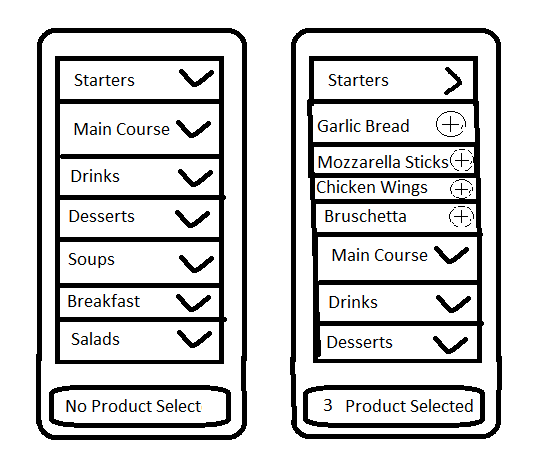 Starters
Main Course
Drinks
Desserts
Soups
Breakfast
Salads
No Product Select
Starters
Garlic Bread
Mozzarella Sticks
Chicken Wings
Bruschetta
Main Course
Drinks
Desserts
3 Product Selected